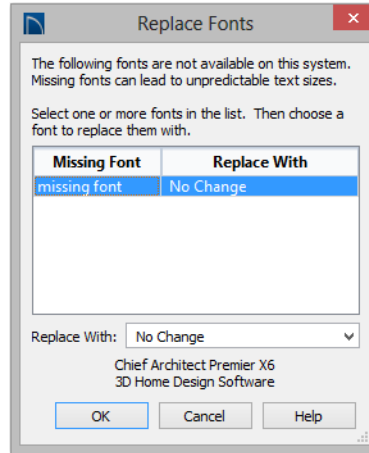 Replace Fonts
The following fonts are not available on this system.
Missing fonts can lead to unpredictable text sizes.
Select one or more fonts in the list.  Then choose a
font to replace them with.
Missing Font Replace With
missing font No Change
Replace With: No Change
Chief Architect Premier X6
3D Home Design Software
OK Cancel Help